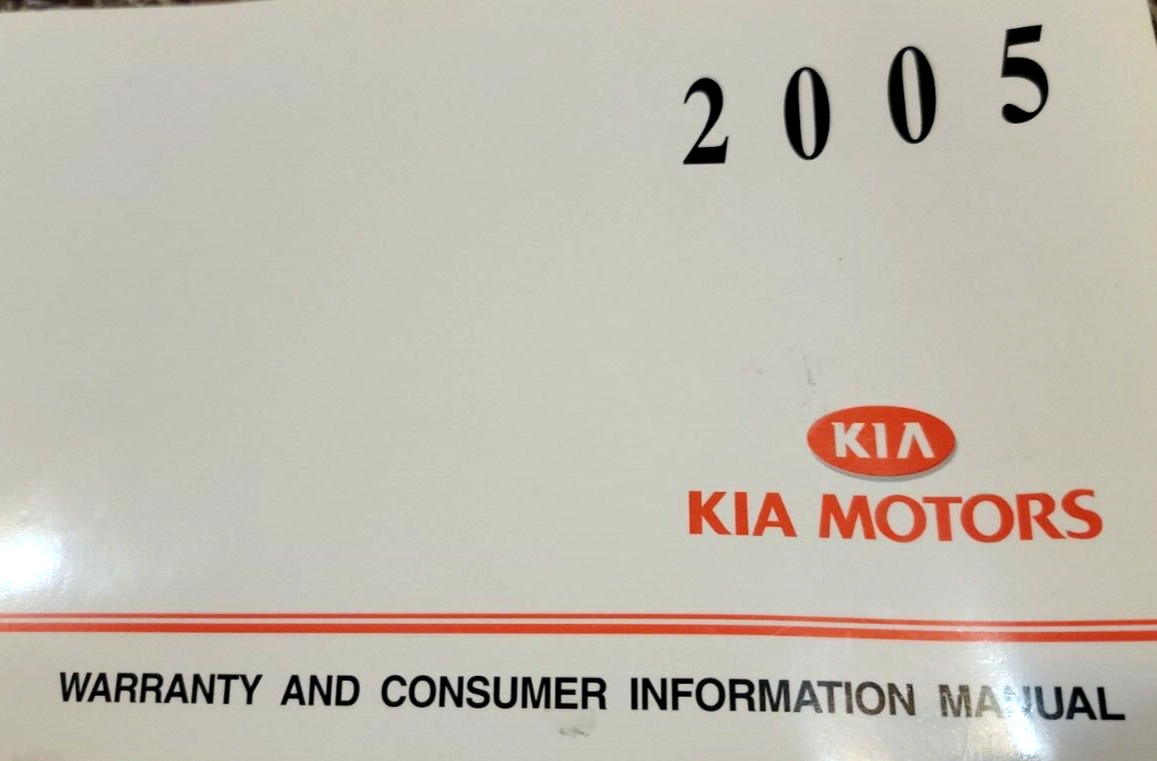 2005
KIA
KIA MOTORS
WARRANTY AND CONSUMER INFORMATION MANUAL